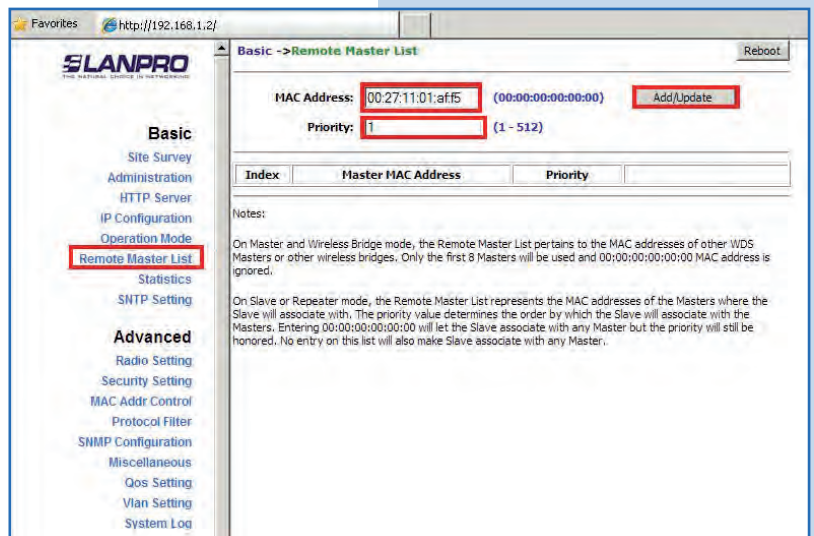 Favorites
http://192.168.1.2/
LANPRO
THE NATURAL CHOICE IN NETWORKING
Basic
Site Survey
Administration
HTTP Server
IP Configuration
Operation Mode
Remote Master List
Statistics
SNTP Setting
Advanced
Radio Setting
Security Setting
MAC Addr Control
Protocol Filter
SNMP Configuration
Miscellaneous
Qos Setting
Vlan Setting
System Log
Basic ->Remote Master List
Reboot
MAC Address: 00:27:11:01:af:f5 (00:00:00:00:00:00) Add/Update
Priority: 1 (1 - 512)
Index Master MAC Address Priority
Notes:
On Master and Wireless Bridge mode, the Remote Master List pertains to the MAC addresses of other WDS
Masters or other wireless bridges. Only the first 8 Masters will be used and 00:00:00:00:00:00 MAC address is
ignored.
On Slave or Repeater mode, the Remote Master List represents the MAC addresses of the Masters where the
Slave will associate with. The priority value determines the order by which the Slave will associate with the
Masters. Entering 00:00:00:00:00:00 will let the Slave associate with any Master but the priority will still be
honored. No entry on this list will also make Slave associate with any Master.